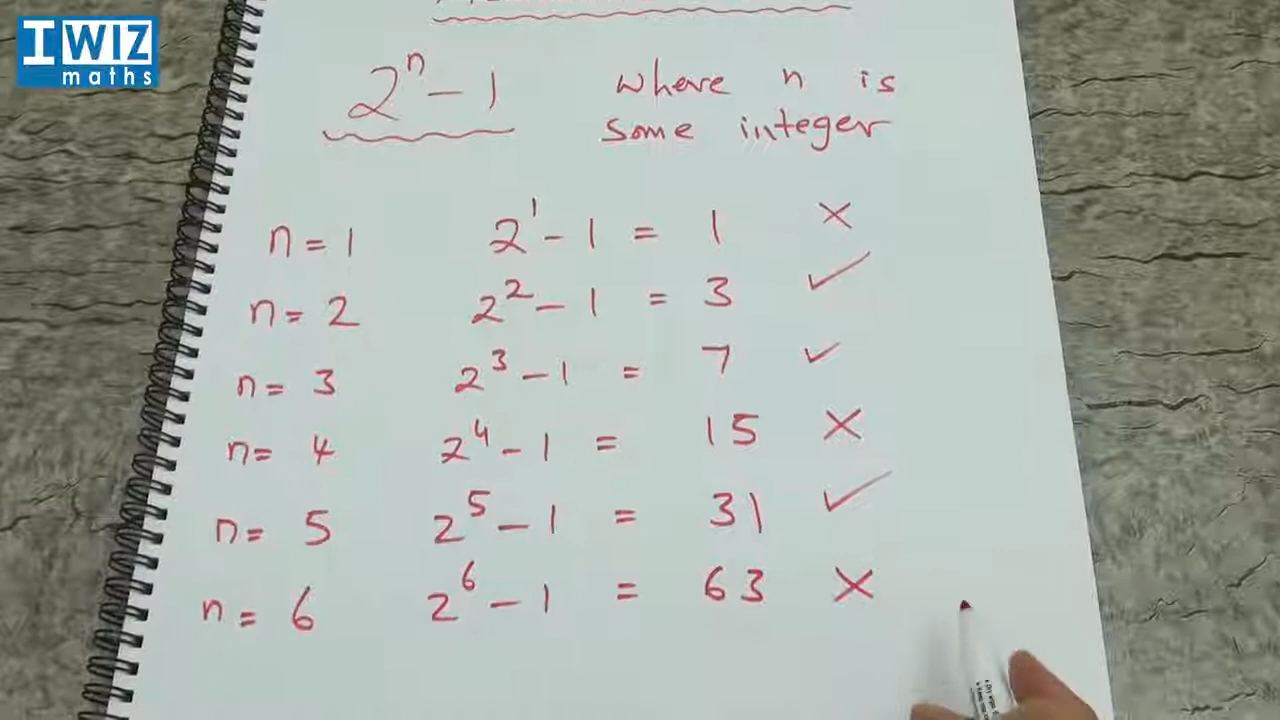 I WIZ
maths
2ⁿ - 1 where n is
some integer
n = 1 2¹ - 1 = 1 ×
n = 2 2² - 1 = 3 ✓
n = 3 2³ - 1 = 7 ✓
n = 4 2⁴ - 1 = 15 ×
n = 5 2⁵ - 1 = 31 ✓
n = 6 2⁶ - 1 = 63 ×